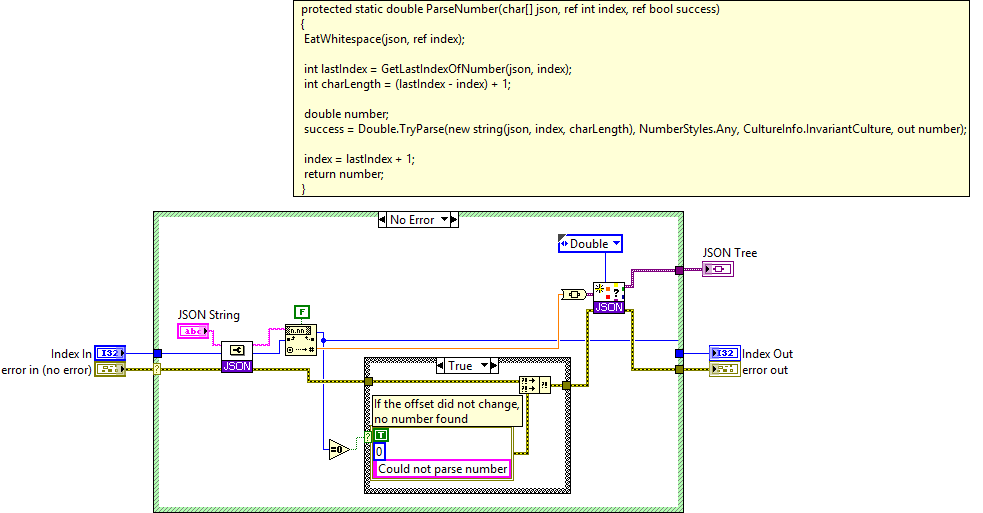 protected static double ParseNumber(char[] json, ref int index, ref bool success)
{
EatWhitespace(json, ref index);
int lastIndex = GetLastIndexOfNumber(json, index);
int charLength = (lastIndex - index) + 1;
double number;
success = Double.TryParse(new string(json, index, charLength), NumberStyles.Any, CultureInfo.InvariantCulture, out number);
index = lastIndex + 1;
return number;
}
No Error
Double
JSON Tree
JSON
JSON String
abc
F
n.nn
Index In
I32
error in (no error)
JSON
?
Index Out
I32
error out
True
If the offset did not change,
no number found
T
0
Could not parse number
=0
?